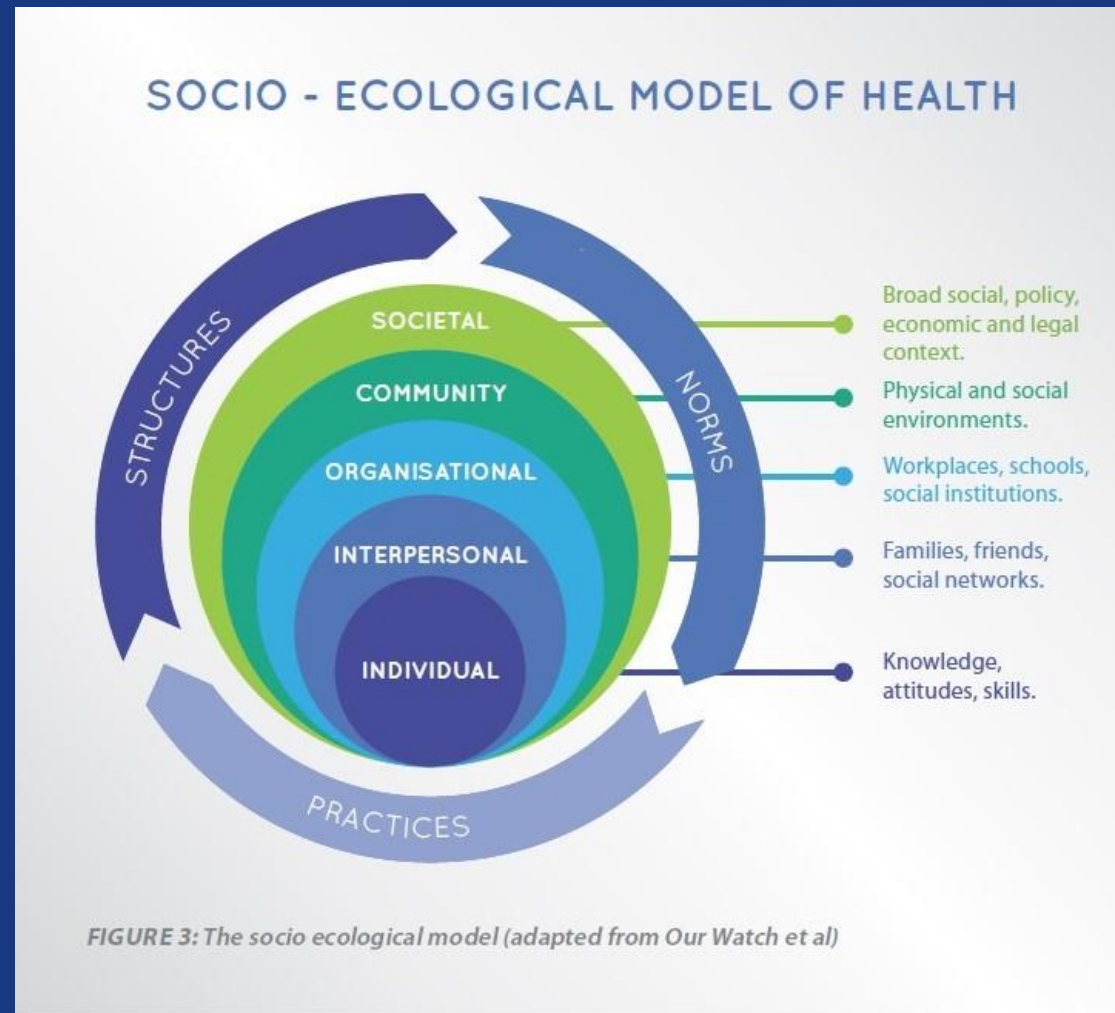 SOCIO - ECOLOGICAL MODEL OF HEALTH
STRUCTURES
NORMS
PRACTICES
SOCIETAL
COMMUNITY
ORGANISATIONAL
INTERPERSONAL
INDIVIDUAL
Broad social, policy,
economic and legal
context.
Physical and social
environments.
Workplaces, schools,
social institutions.
Families, friends,
social networks.
Knowledge,
attitudes, skills.
FIGURE 3: The socio ecological model (adapted from Our Watch et al)